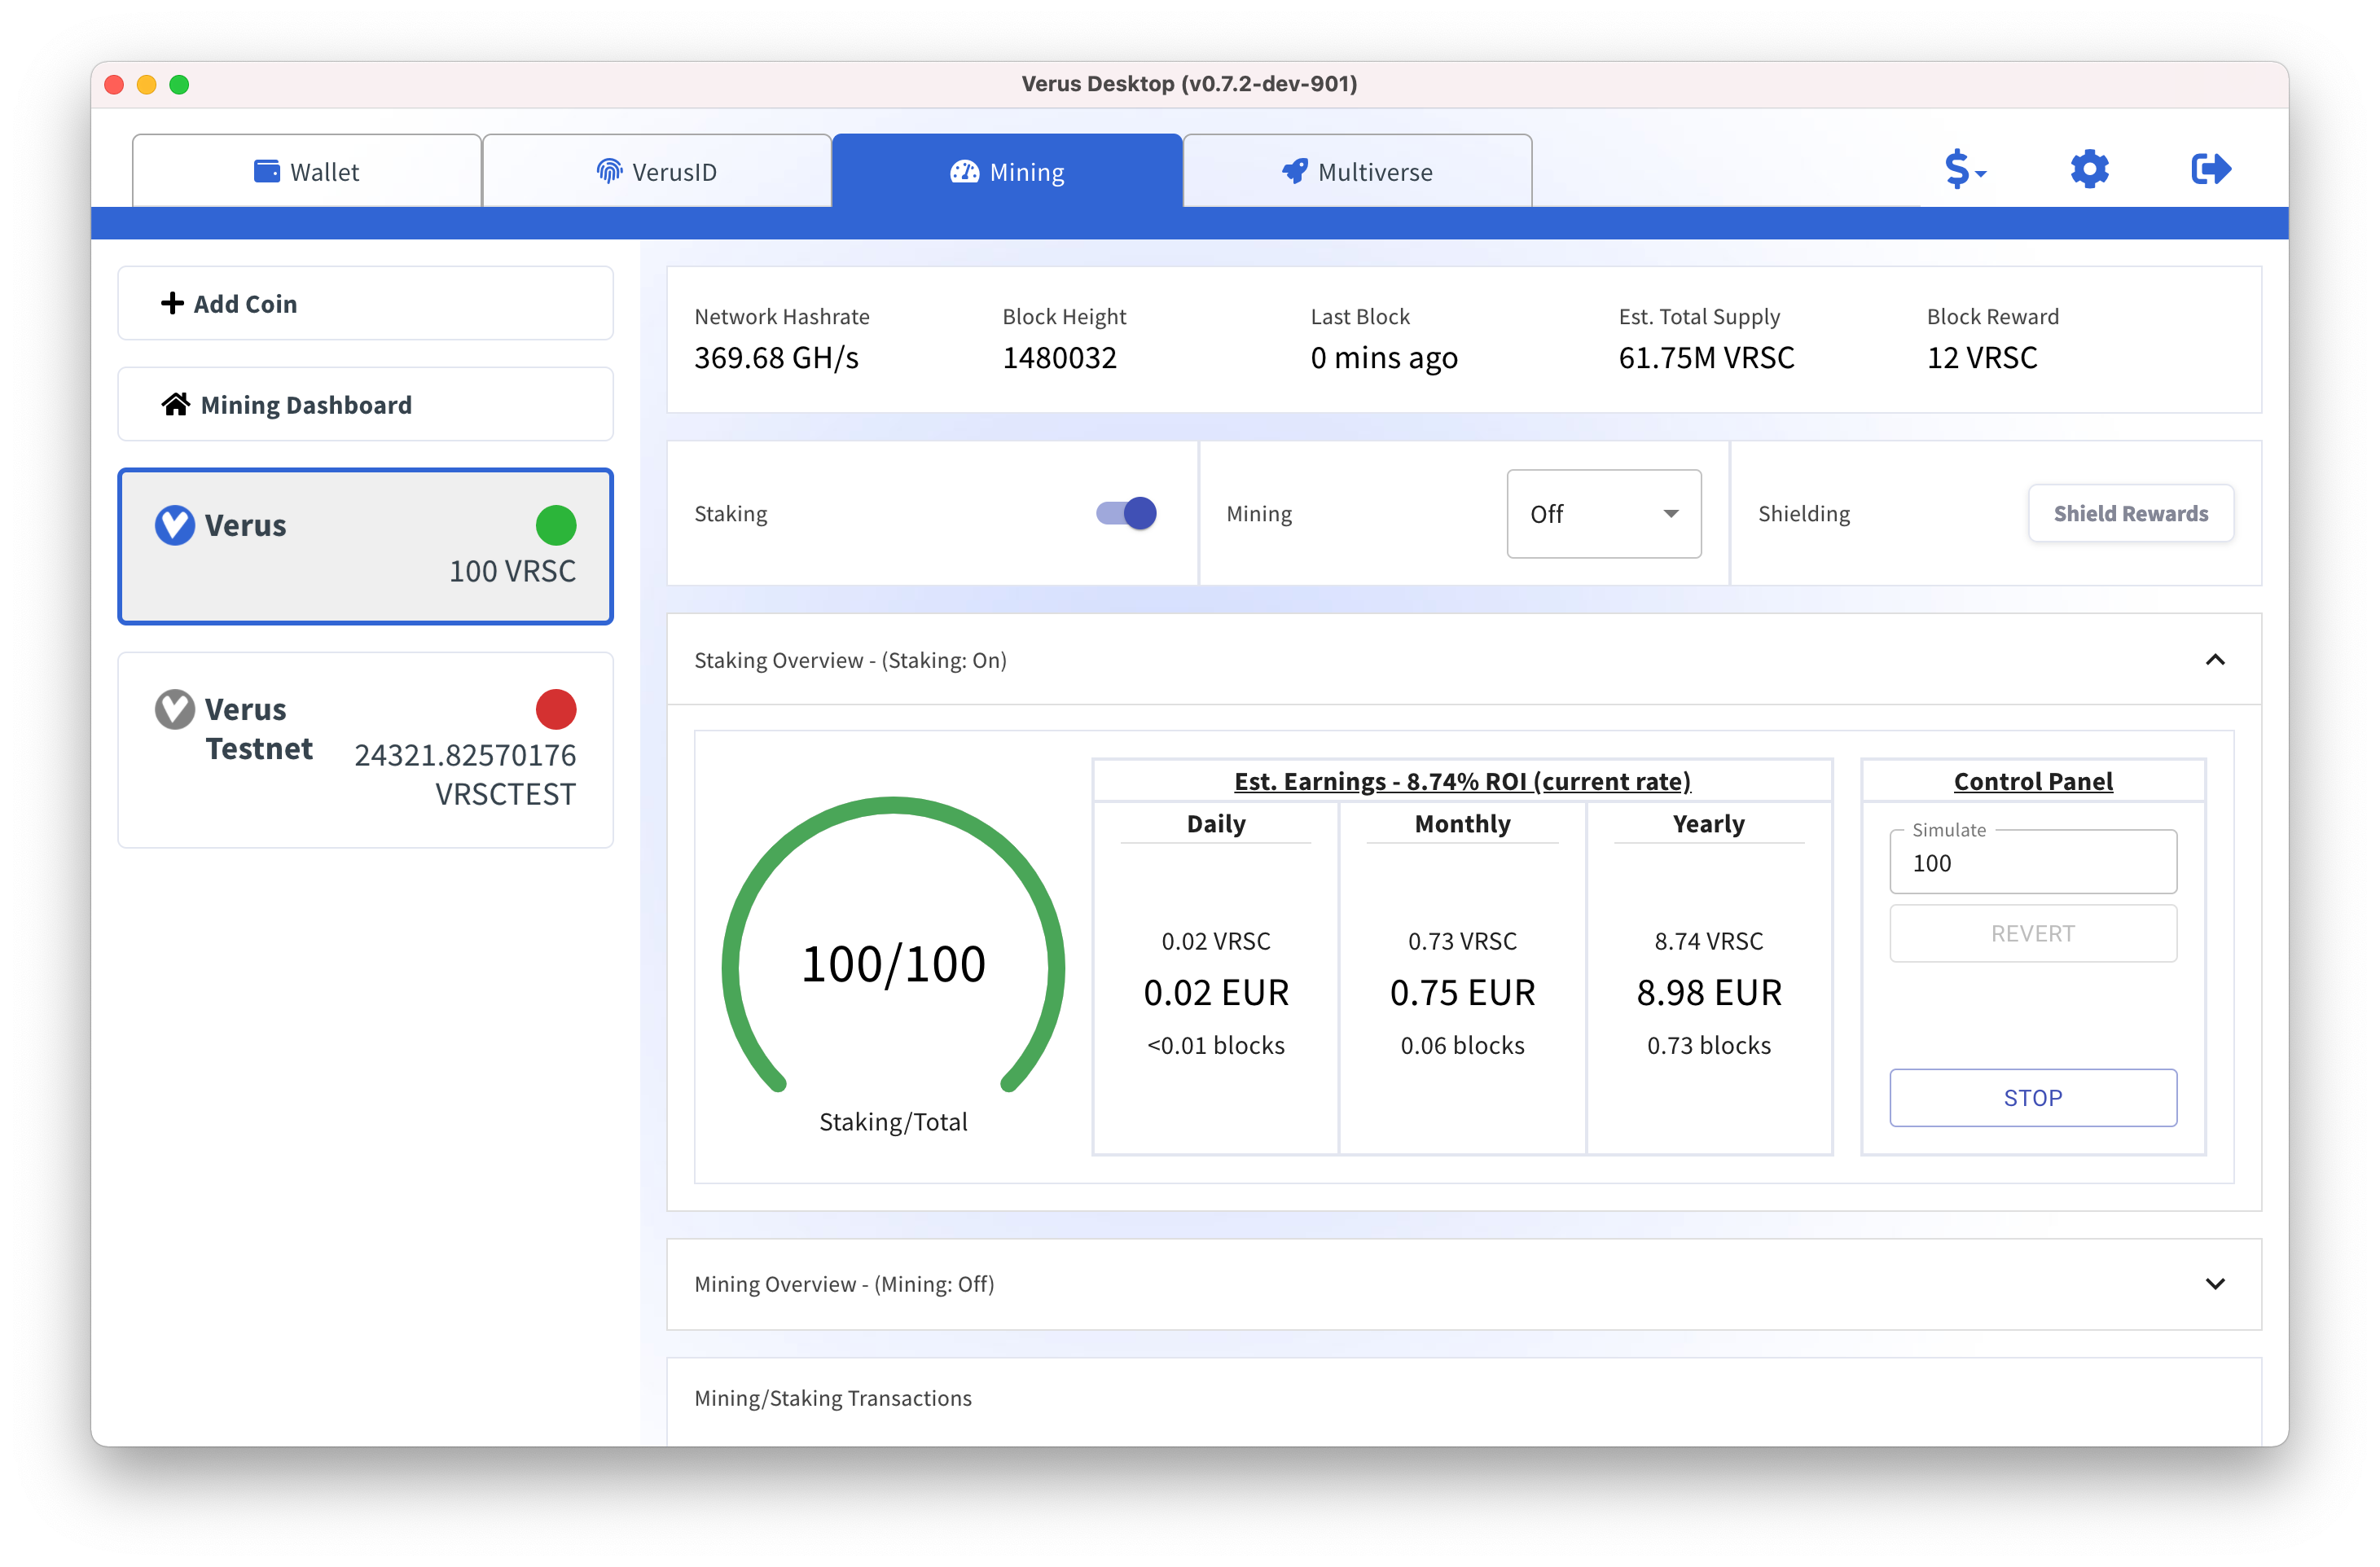 Verus Desktop (v0.7.2-dev-901)
Wallet
VerusID
Mining
Multiverse
Add Coin
Mining Dashboard
Verus
100 VRSC
Verus
Testnet
24321.82570176
VRSCTEST
Network Hashrate
369.68 GH/s
Block Height
1480032
Last Block
0 mins ago
Est. Total Supply
61.75M VRSC
Block Reward
12 VRSC
Staking
Mining
Off
Shielding
Shield Rewards
Staking Overview - (Staking: On)
100/100
Staking/Total
Est. Earnings - 8.74% ROI (current rate)
Daily
0.02 VRSC
0.02 EUR
<0.01 blocks
Monthly
0.73 VRSC
0.75 EUR
0.06 blocks
Yearly
8.74 VRSC
8.98 EUR
0.73 blocks
Control Panel
Simulate
100
REVERT
STOP
Mining Overview - (Mining: Off)
Mining/Staking Transactions